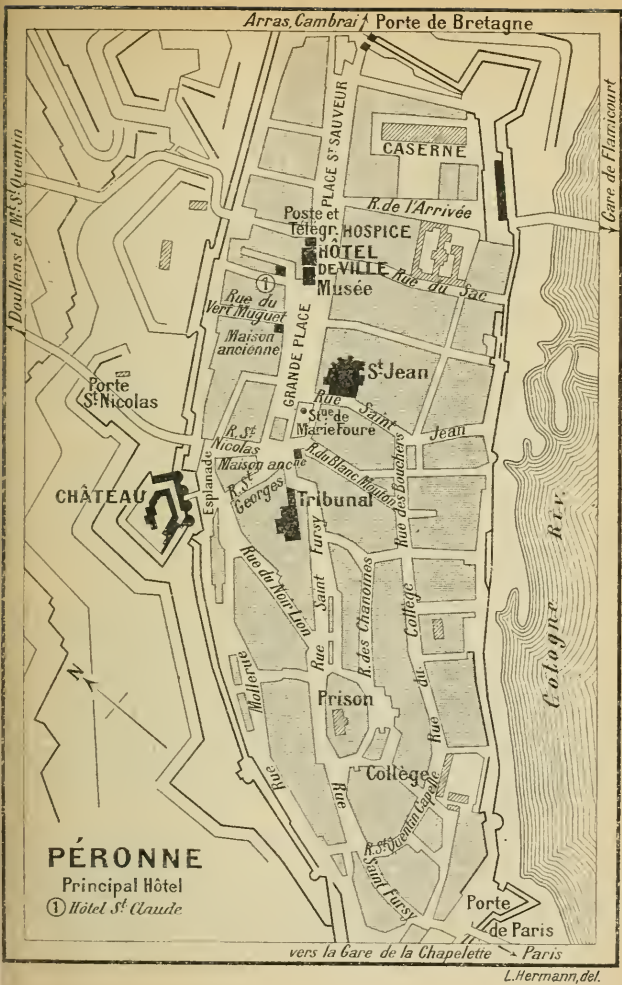 Arras, Cambrai Porte de Bretagne
PLACE St SAUVEUR
CASERNE
Doullens et Mt St Quentin
Gare de Flamicourt
R. de l'Arrivée
Poste et
Télégr.
HOSPICE
HÔTEL
DE VILLE
Musée
Rue du Sac
1
Rue du
Vert Muguet
Maison
ancienne
GRANDE PLACE
St Jean
Porte
St Nicolas
Rue Saint Jean
Stue de
Marie Fouré
R. St
Nicolas
Maison ancne
R. du Blanc Mouton
Rue des Bouchers
CHÂTEAU
Esplanade
R. St
Georges
Tribunal
Rue Saint Fursy
Rue du Noir Lion
R. des Chanoines
Rue du Collège
Cologne Riv.
N
Rue Mollerue
Prison
Collège
R. St Quentin Capelle
Rue Saint Fursy
PÉRONNE
Principal Hôtel
1 Hôtel St Claude
Porte
de Paris
vers la Gare de la Chapelette Paris
L. Hermann, del.